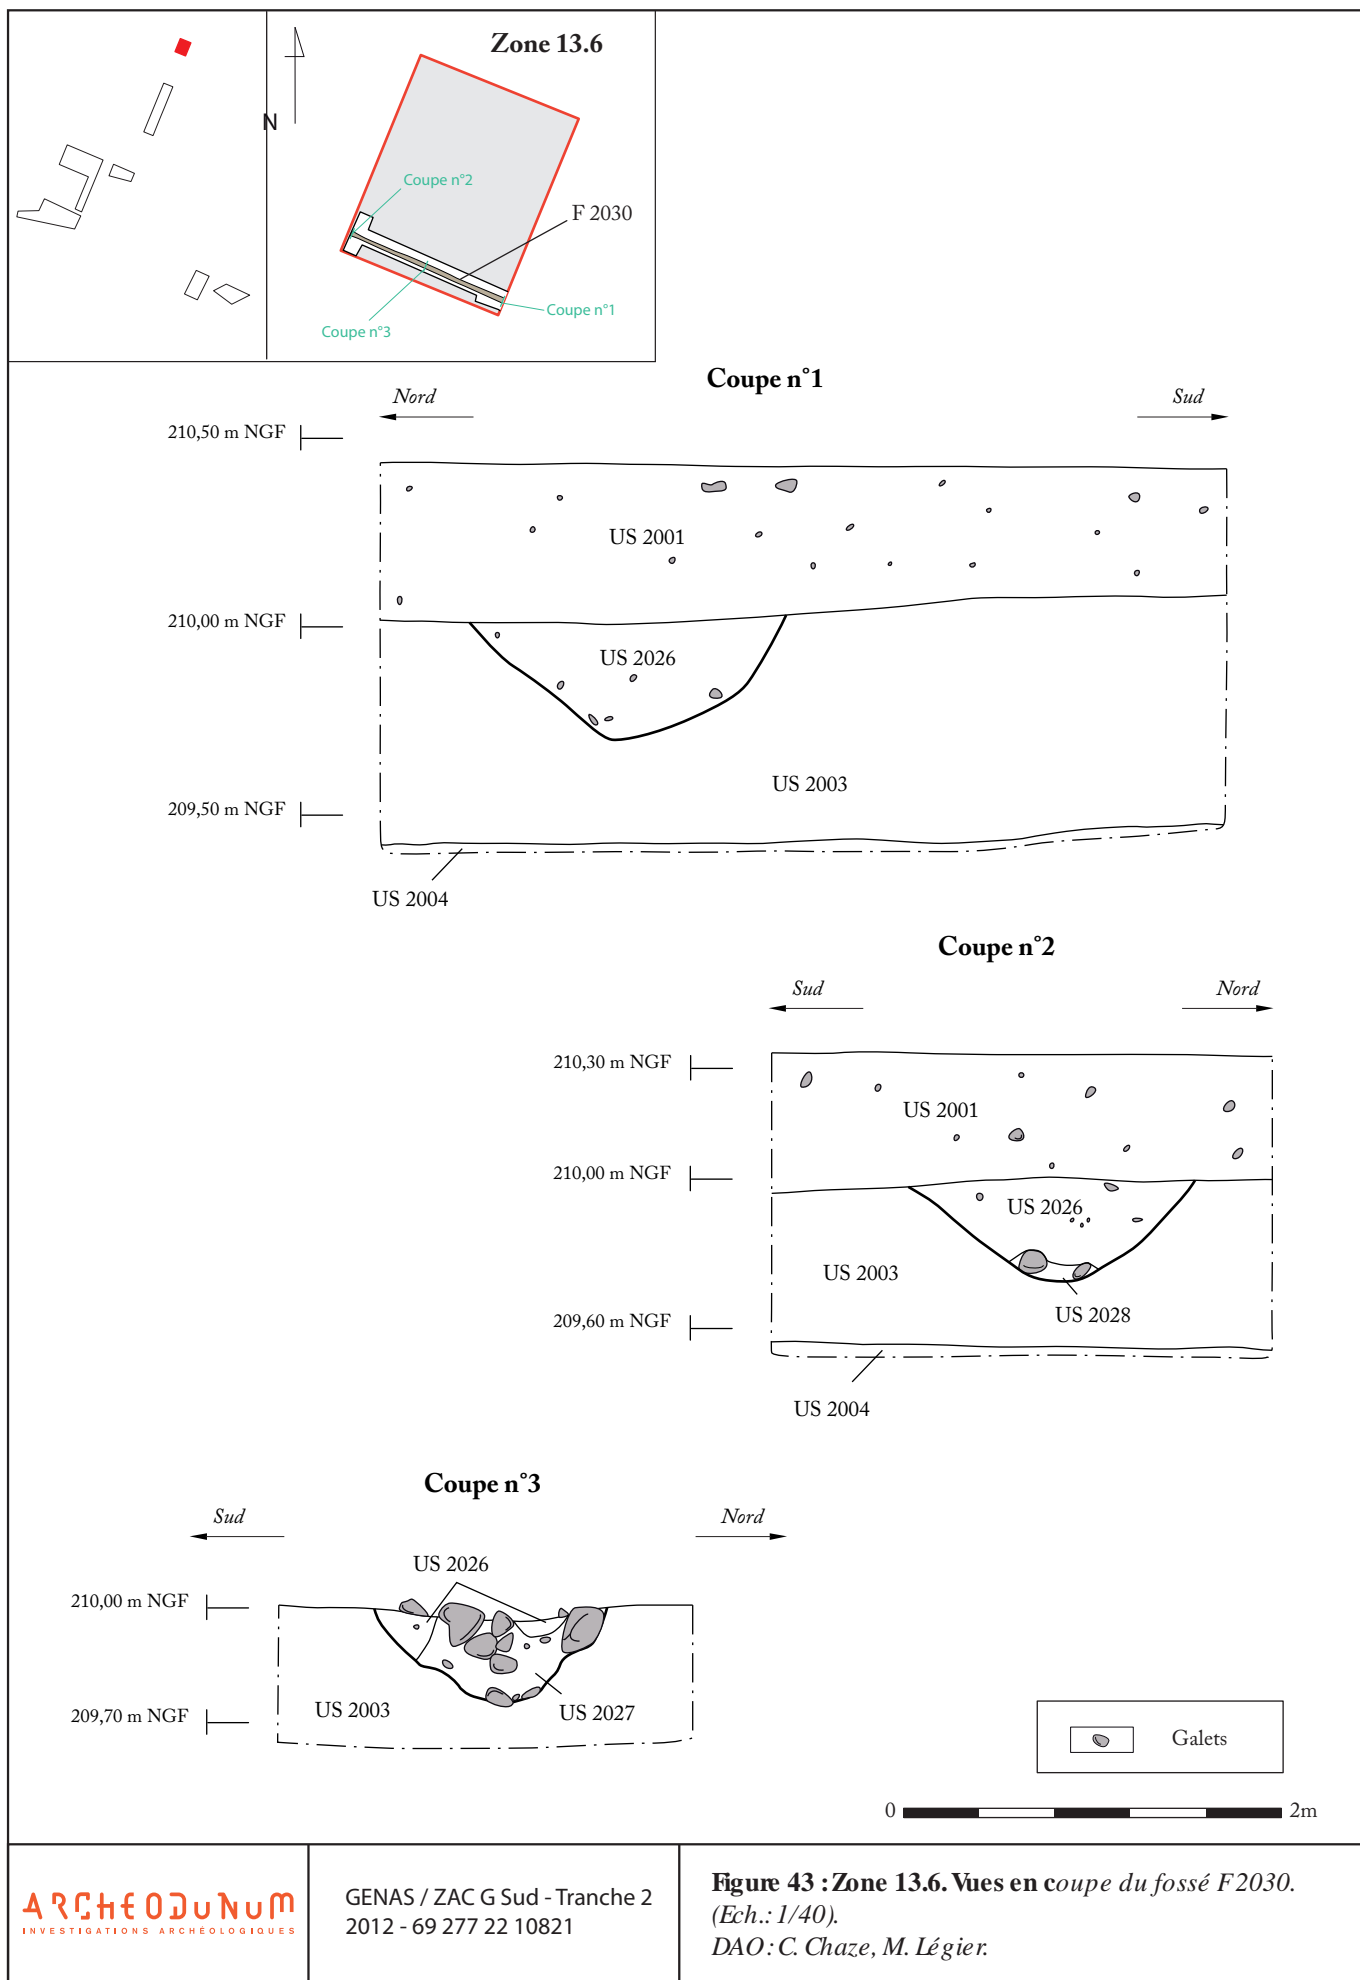 Zone 13.6
N
Coupe n°2
F 2030
Coupe n°1
Coupe n°3
Coupe n°1
Nord
Sud
210,50 m NGF
US 2001
210,00 m NGF
US 2026
US 2003
209,50 m NGF
US 2004
Coupe n°2
Sud
Nord
210,30 m NGF
US 2001
210,00 m NGF
US 2026
US 2003
US 2028
209,60 m NGF
US 2004
Coupe n°3
Sud
Nord
US 2026
210,00 m NGF
US 2003
US 2027
209,70 m NGF
Galets
0 2m
ARCHEODUNUM
INVESTIGATIONS ARCHÉOLOGIQUES
GENAS / ZAC G Sud - Tranche 2
2012 - 69 277 22 10821
Figure 43 : Zone 13.6. Vues en coupe du fossé F2030.
(Ech.: 1/40).
DAO : C. Chaze, M. Légier.